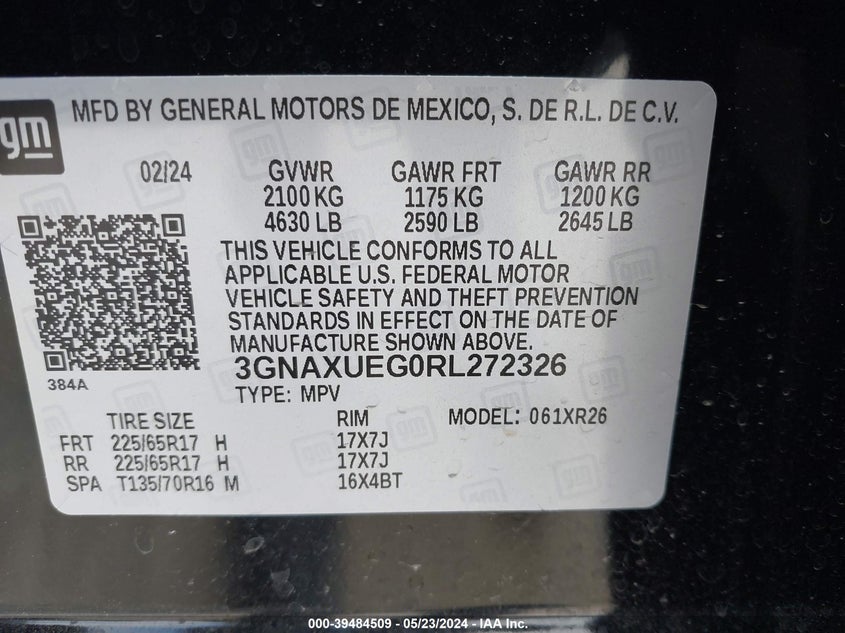 gm
MFD BY GENERAL MOTORS DE MEXICO, S. DE R.L. DE C.V.
02/24 GVWR GAWR FRT GAWR RR
2100 KG 1175 KG 1200 KG
4630 LB 2590 LB 2645 LB
THIS VEHICLE CONFORMS TO ALL
APPLICABLE U.S. FEDERAL MOTOR
VEHICLE SAFETY AND THEFT PREVENTION
STANDARDS IN EFFECT ON THE DATE OF
MANUFACTURE SHOWN ABOVE.
3GNAXUEG0RL272326
384A
TYPE: MPV
TIRE SIZE RIM MODEL: 061XR26
FRT 225/65R17 H 17X7J
RR 225/65R17 H 17X7J
SPA T135/70R16 M 16X4BT
000-39484509 - 05/23/2024 - IAA Inc.